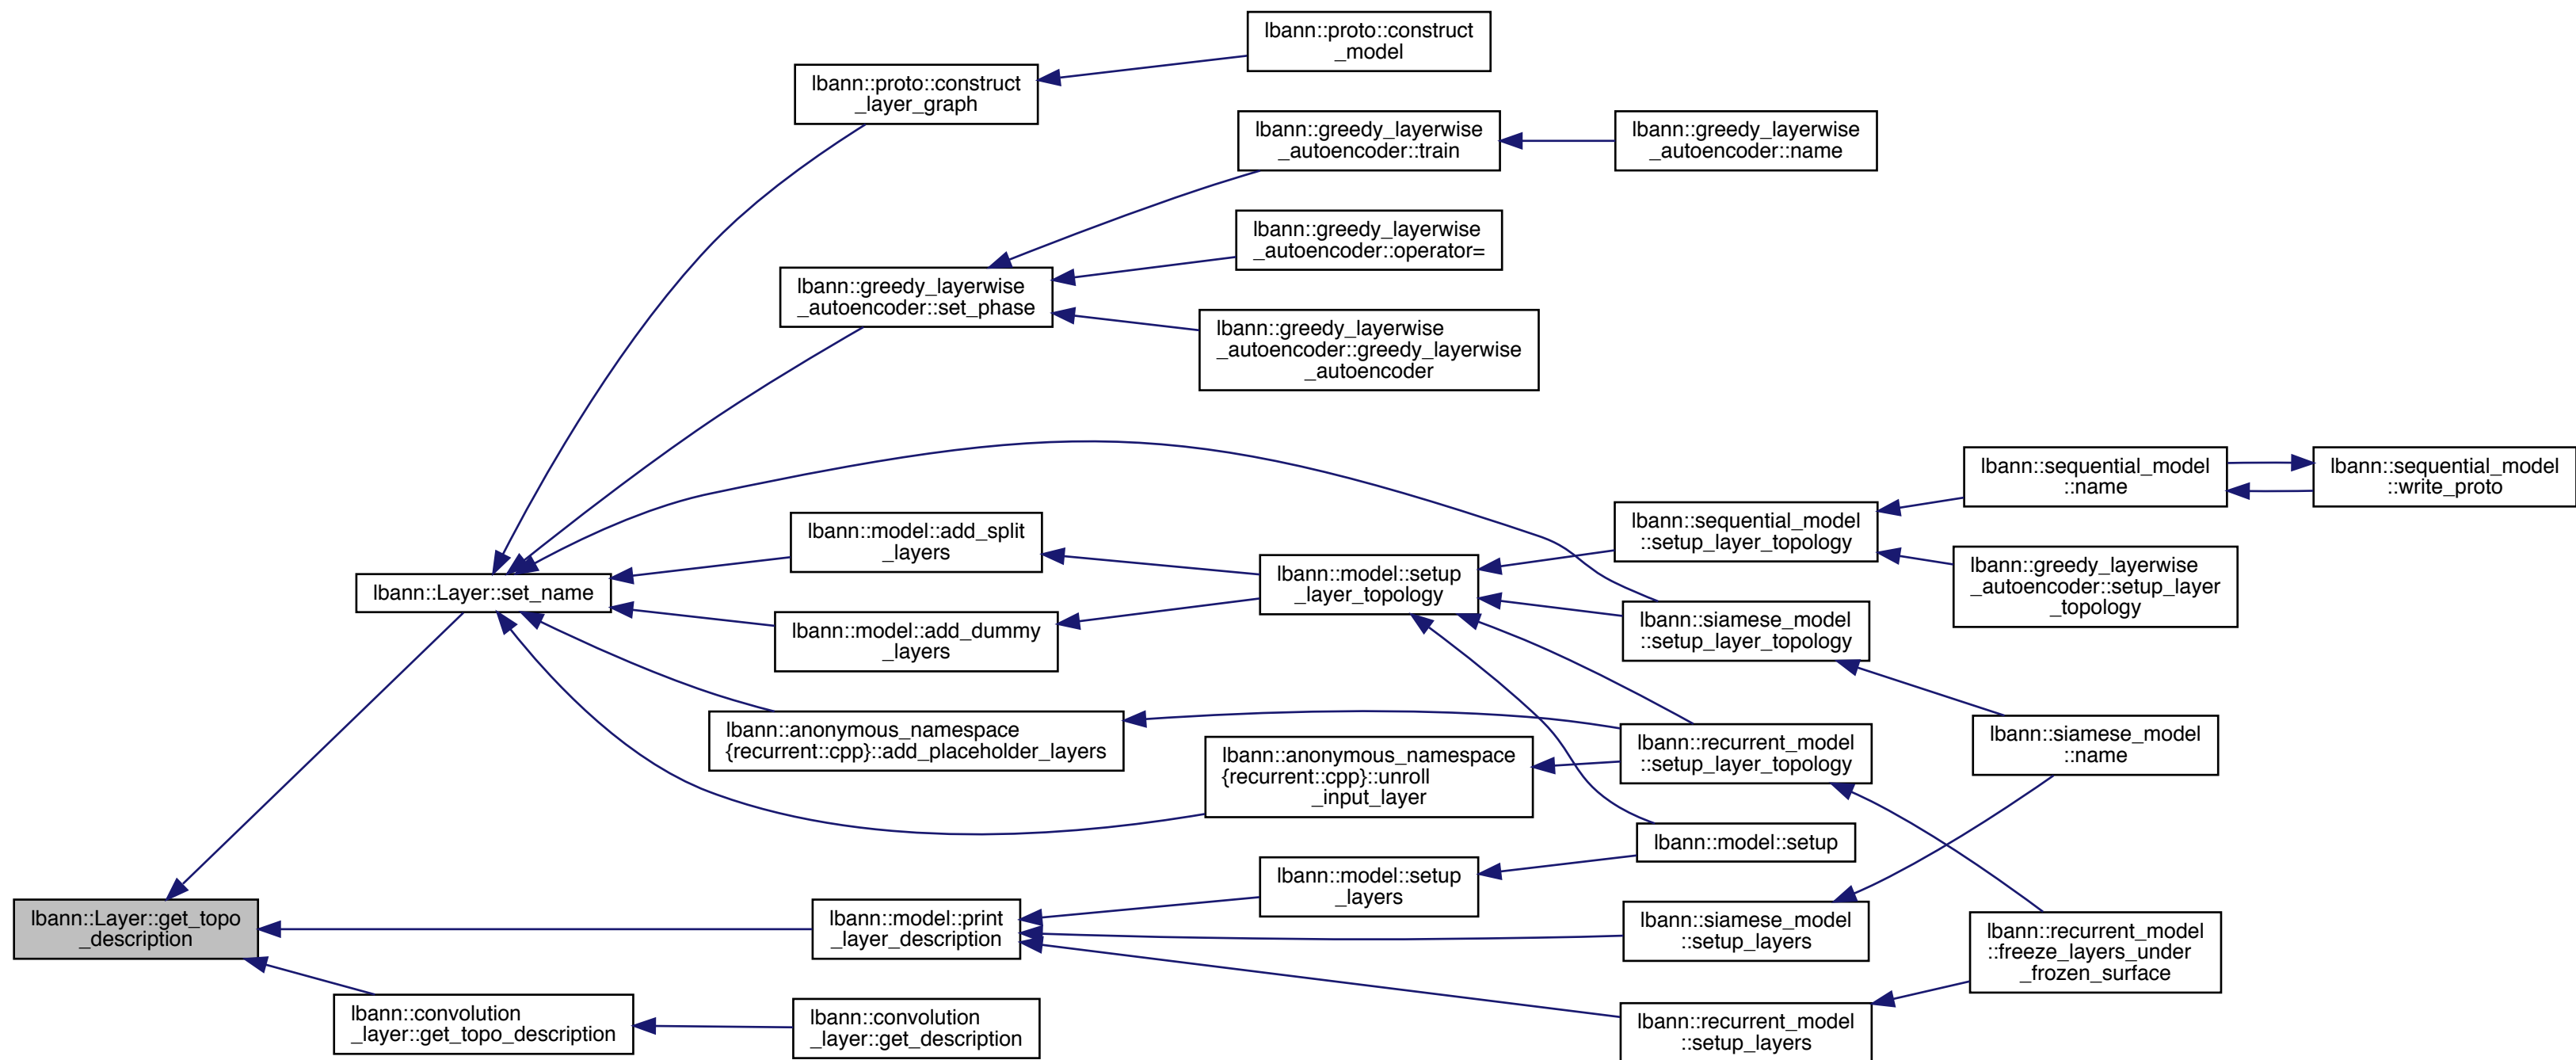 lbann::proto::construct
_model
lbann::proto::construct
_layer_graph
lbann::greedy_layerwise
_autoencoder::train
lbann::greedy_layerwise
_autoencoder::name
lbann::greedy_layerwise
_autoencoder::operator=
lbann::greedy_layerwise
_autoencoder::set_phase
lbann::greedy_layerwise
_autoencoder::greedy_layerwise
_autoencoder
lbann::sequential_model
::name
lbann::sequential_model
::write_proto
lbann::sequential_model
::setup_layer_topology
lbann::model::add_split
_layers
lbann::greedy_layerwise
_autoencoder::setup_layer
_topology
lbann::model::setup
_layer_topology
lbann::Layer::set_name
lbann::model::add_dummy
_layers
lbann::siamese_model
::setup_layer_topology
lbann::anonymous_namespace
{recurrent::cpp}::add_placeholder_layers
lbann::siamese_model
::name
lbann::recurrent_model
::setup_layer_topology
lbann::anonymous_namespace
{recurrent::cpp}::unroll
_input_layer
lbann::model::setup
lbann::model::setup
_layers
lbann::Layer::get_topo
_description
lbann::model::print
_layer_description
lbann::siamese_model
::setup_layers
lbann::recurrent_model
::freeze_layers_under
_frozen_surface
lbann::convolution
_layer::get_topo_description
lbann::convolution
_layer::get_description
lbann::recurrent_model
::setup_layers